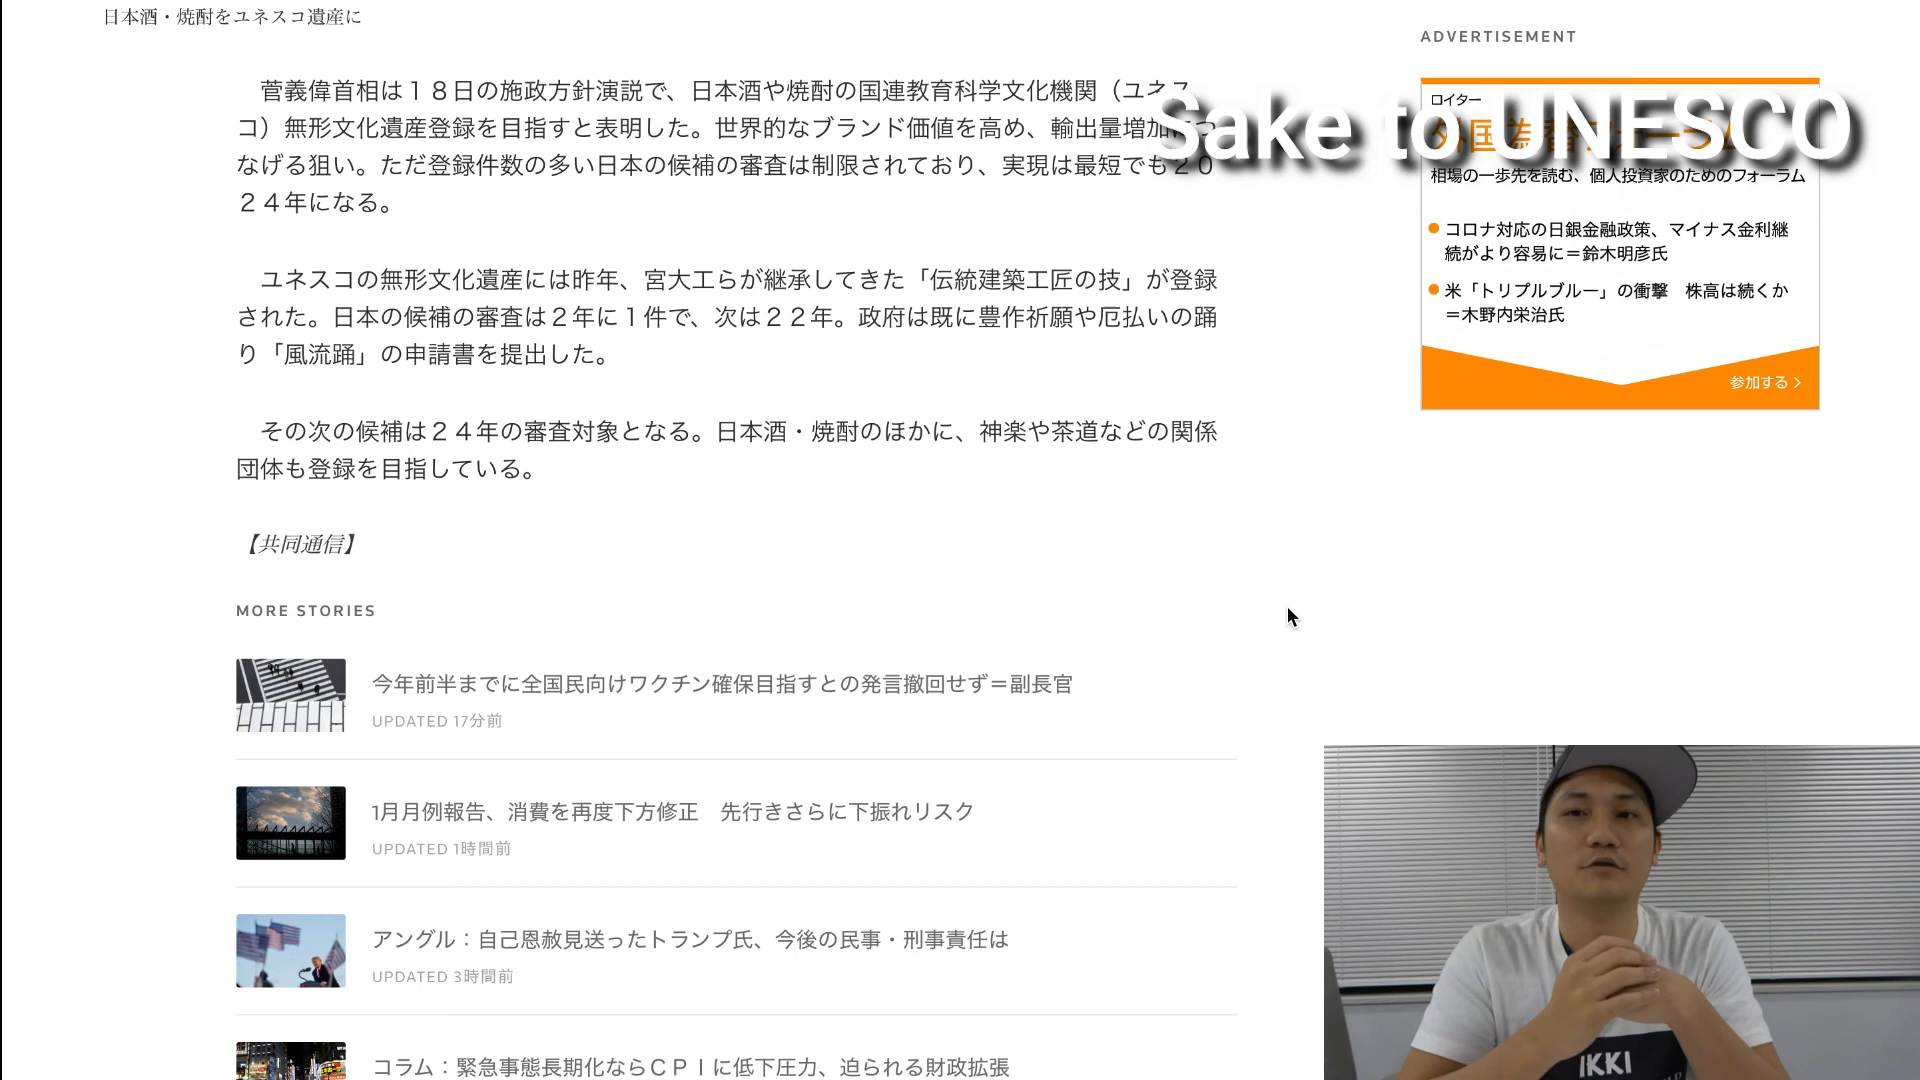 日本酒・焼酎をユネスコ遺産に
菅義偉首相は１８日の施政方針演説で、日本酒や焼酎の国連教育科学文化機関（ユネス
コ）無形文化遺産登録を目指すと表明した。世界的なブランド価値を高め、輸出量増加につ
なげる狙い。ただ登録件数の多い日本の候補の審査は制限されており、実現は最短でも２０
２４年になる。
ユネスコの無形文化遺産には昨年、宮大工らが継承してきた「伝統建築工匠の技」が登録
された。日本の候補の審査は２年に１件で、次は２２年。政府は既に豊作祈願や厄払いの踊
り「風流踊」の申請書を提出した。
その次の候補は２４年の審査対象となる。日本酒・焼酎のほかに、神楽や茶道などの関係
団体も登録を目指している。
【共同通信】
MORE STORIES
今年前半までに全国民向けワクチン確保目指すとの発言撤回せず＝副長官
UPDATED 17分前
1月月例報告、消費を再度下方修正　先行きさらに下振れリスク
UPDATED 1時間前
アングル：自己恩赦見送ったトランプ氏、今後の民事・刑事責任は
UPDATED 3時間前
コラム：緊急事態長期化ならＣＰＩに低下圧力、迫られる財政拡張
ADVERTISEMENT
ロイター
Sake to UNESCO
外国為替フォーラム
相場の一歩先を読む、個人投資家のためのフォーラム
コロナ対応の日銀金融政策、マイナス金利継
続がより容易に＝鈴木明彦氏
米「トリプルブルー」の衝撃　株高は続くか
＝木野内栄治氏
参加する >
IKKI